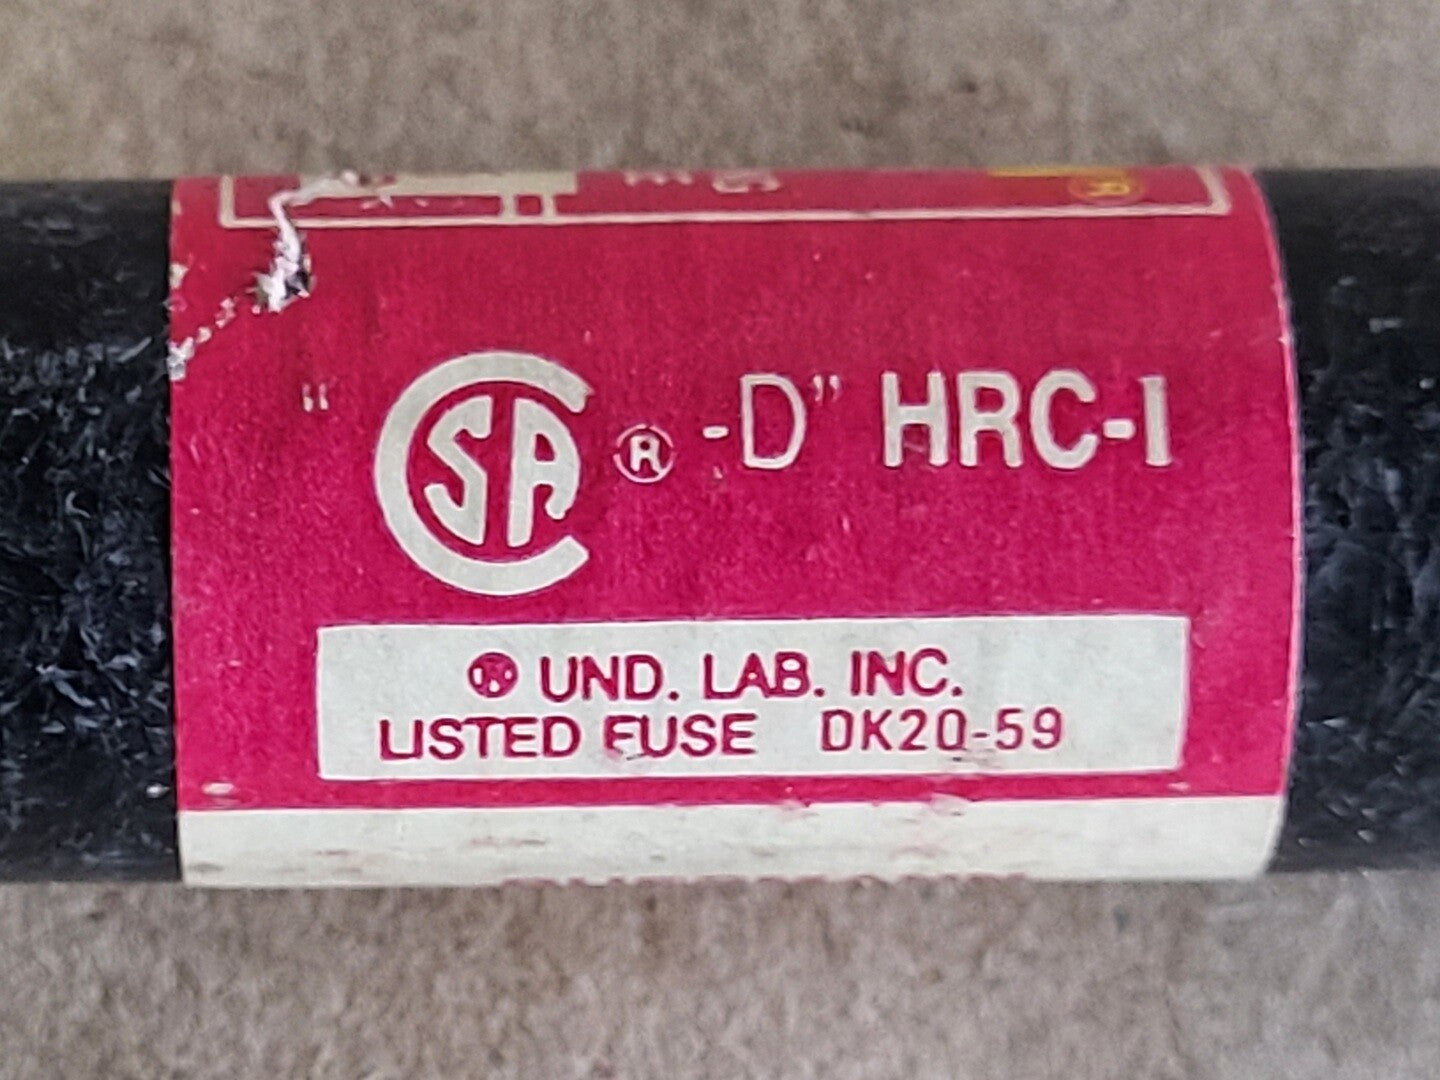 " CSA ® -D" HRC-I
UND. LAB. INC.
LISTED FUSE DK20-59